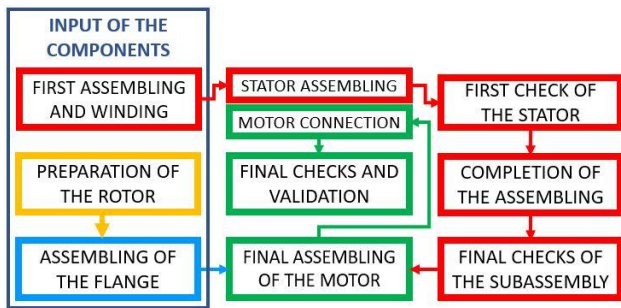 INPUT OF THE
COMPONENTS
FIRST ASSEMBLING
AND WINDING
STATOR ASSEMBLING
FIRST CHECK OF
THE STATOR
MOTOR CONNECTION
PREPARATION OF
THE ROTOR
FINAL CHECKS AND
VALIDATION
COMPLETION OF
THE ASSEMBLING
ASSEMBLING OF
THE FLANGE
FINAL ASSEMBLING
OF THE MOTOR
FINAL CHECKS OF
THE SUBASSEMBLY